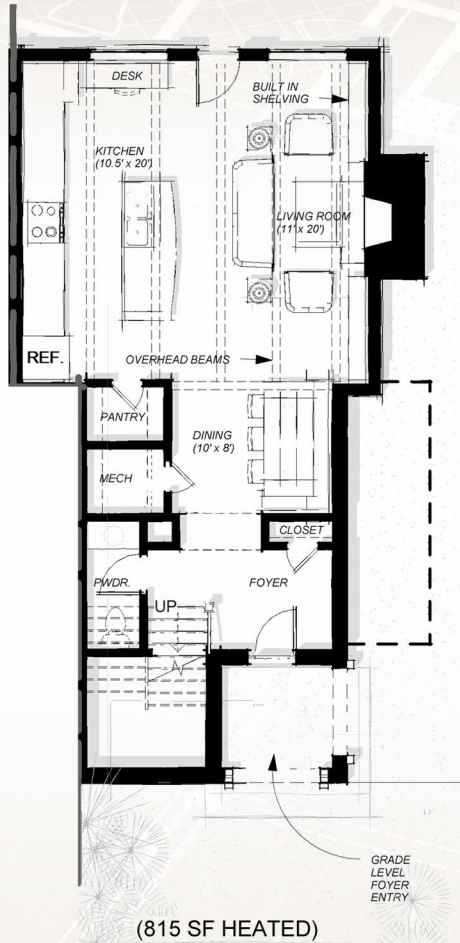 DESK
BUILT IN
SHELVING
KITCHEN
(10.5' x 20')
LIVING ROOM
(11' x 20')
REF.
OVERHEAD BEAMS
PANTRY
DINING
(10' x 8')
MECH
CLOSET
PWDR.
FOYER
UP
GRADE
LEVEL
FOYER
ENTRY
(815 SF HEATED)